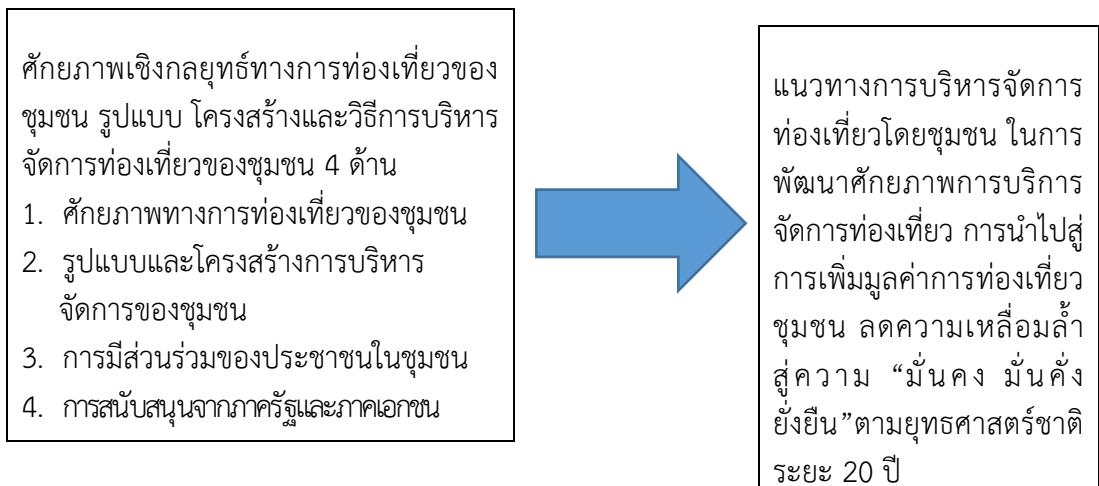 ศักยภาพเชิงกลยุทธ์ทางการท่องเที่ยวของ
ชุมชน รูปแบบ โครงสร้างและวิธีการบริหาร
จัดการท่องเที่ยวของชุมชน 4 ด้าน
1. ศักยภาพทางการท่องเที่ยวของชุมชน
2. รูปแบบและโครงสร้างการบริหาร
จัดการของชุมชน
3. การมีส่วนร่วมของประชาชนในชุมชน
4. การสนับสนุนจากภาครัฐและภาคเอกชน
แนวทางการบริหารจัดการ
ท่องเที่ยวโดยชุมชน ในการ
พัฒนาศักยภาพการบริการ
จัดการท่องเที่ยว การนำไปสู่
การเพิ่มมูลค่าการท่องเที่ยว
ชุมชน ลดความเหลื่อมล้ำ
สู่ความ “มั่นคง มั่นคั่ง
ยั่งยืน”ตามยุทธศาสตร์ชาติ
ระยะ 20 ปี